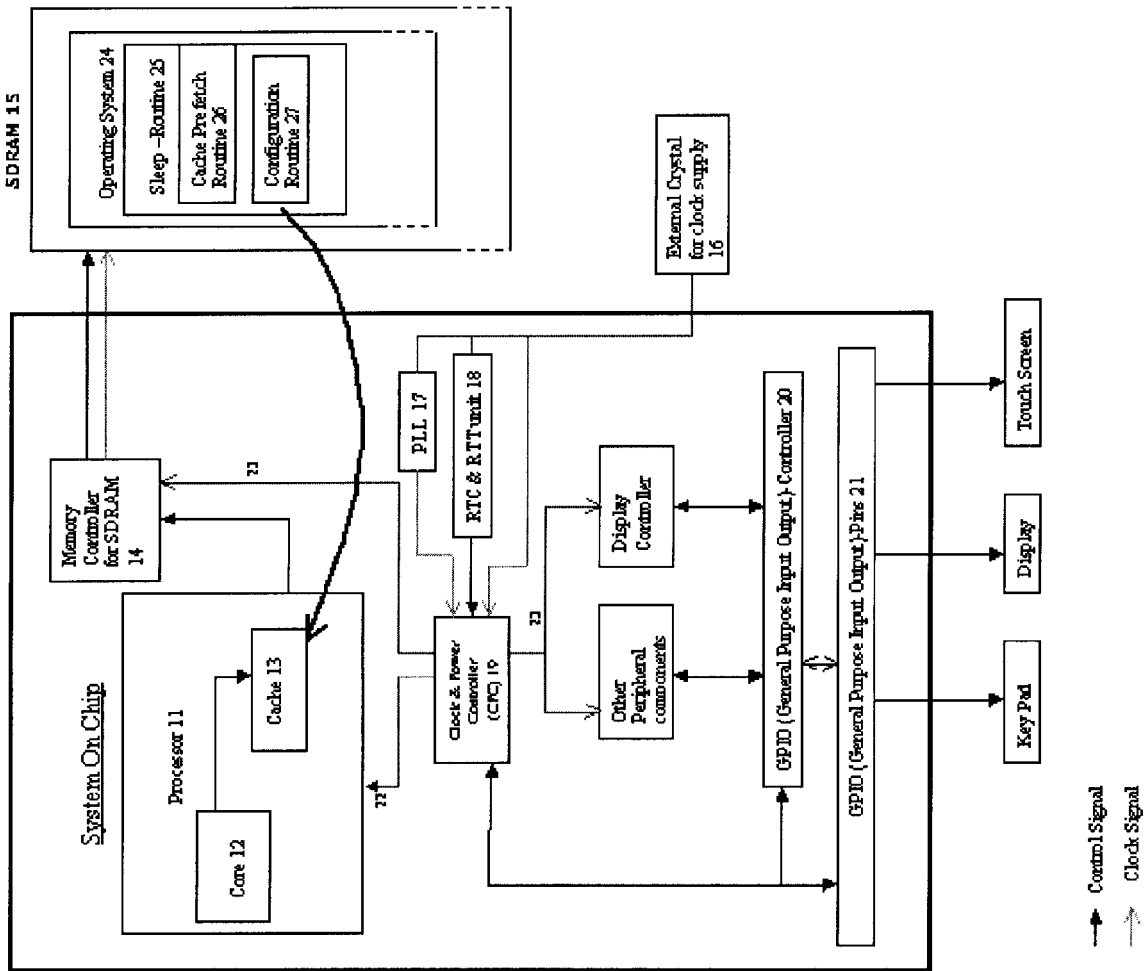 SDRAM 15
Operating System 24
Sleep –Routine 25
Cache Prefetch
Routine 26
Configuration
Routine 27
System On Chip
Processor 11
Core 12
Cache 13
Memory
Controller
for SDRAM
14
22
23
Clock & Power
Controller
(CPC) 19
PLL 17
RTC & RTT unit 18
External Crystal
for clock supply
16
23
Other
Peripheral
components
Display
Controller
GPIO (General Purpose Input Output)- Controller 20
GPIO (General Purpose Input Output)-Pins 21
Key Pad
Display
Touch Screen
Control Signal
Clock Signal